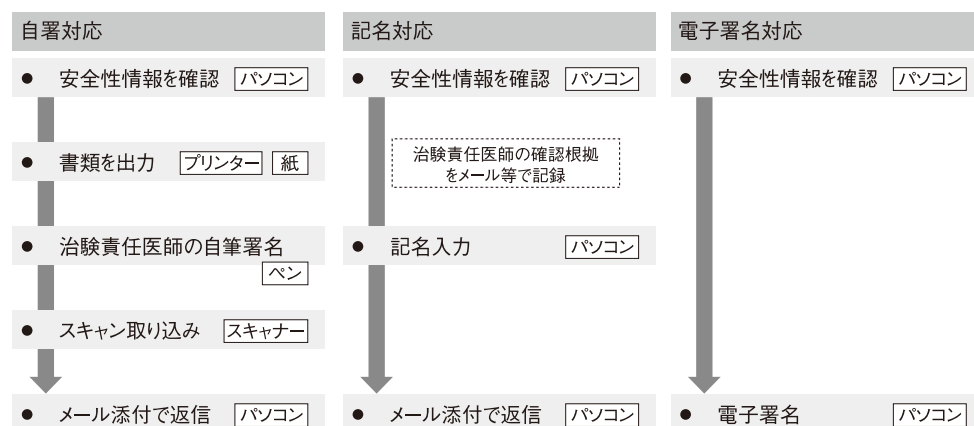 自署対応
● 安全性情報を確認 パソコン
● 書類を出力 プリンター 紙
● 治験責任医師の自筆署名
ペン
● スキャン取り込み スキャナー
● メール添付で返信 パソコン
記名対応
● 安全性情報を確認 パソコン
治験責任医師の確認根拠
をメール等で記録
● 記名入力 パソコン
● メール添付で返信 パソコン
電子署名対応
● 安全性情報を確認 パソコン
● 電子署名 パソコン